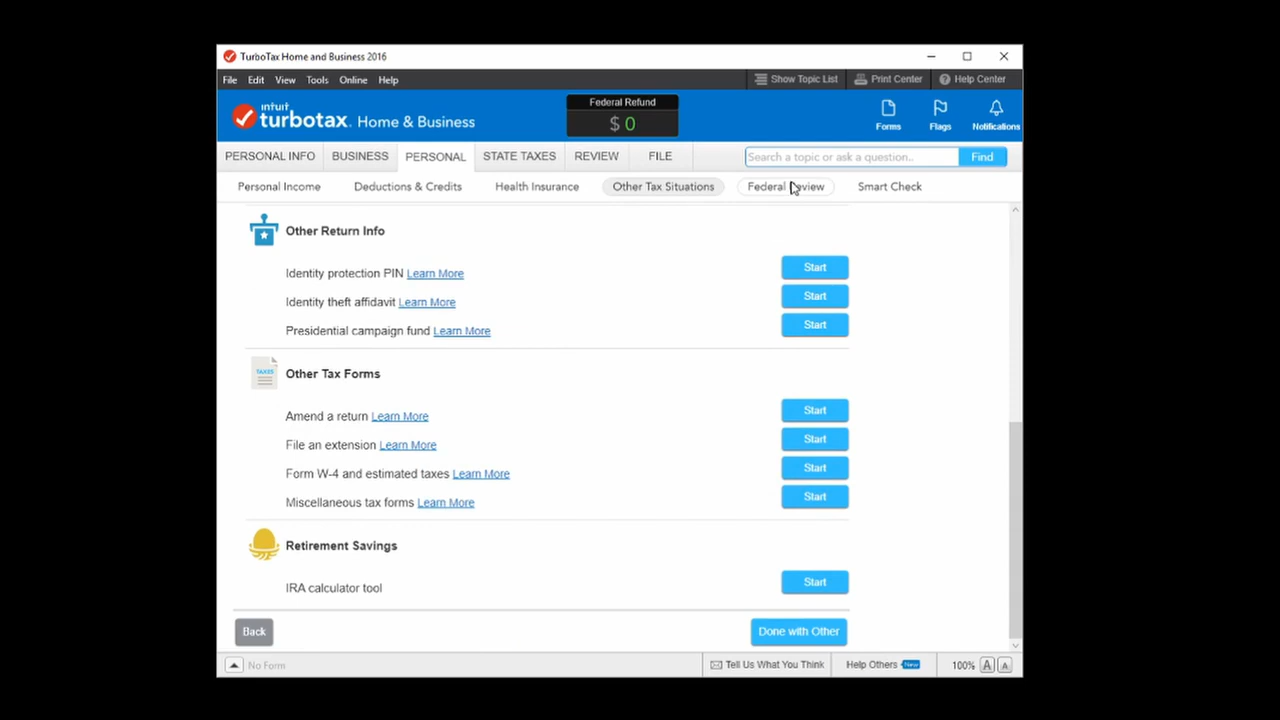 TurboTax Home and Business 2016
File Edit View Tools Online Help Show Topic List Print Center Help Center
Federal Refund
$ 0
intuit
turbotax. Home & Business
Forms Flags Notifications
PERSONAL INFO BUSINESS PERSONAL STATE TAXES REVIEW FILE Search a topic or ask a question.. Find
Personal Income Deductions & Credits Health Insurance Other Tax Situations Federal Review Smart Check
Other Return Info
Identity protection PIN Learn More Start
Identity theft affidavit Learn More Start
Presidential campaign fund Learn More Start
TAXES
Other Tax Forms
Amend a return Learn More Start
File an extension Learn More Start
Form W-4 and estimated taxes Learn More Start
Miscellaneous tax forms Learn More Start
Retirement Savings
IRA calculator tool Start
Back Done with Other
No Form Tell Us What You Think Help Others New 100% A A